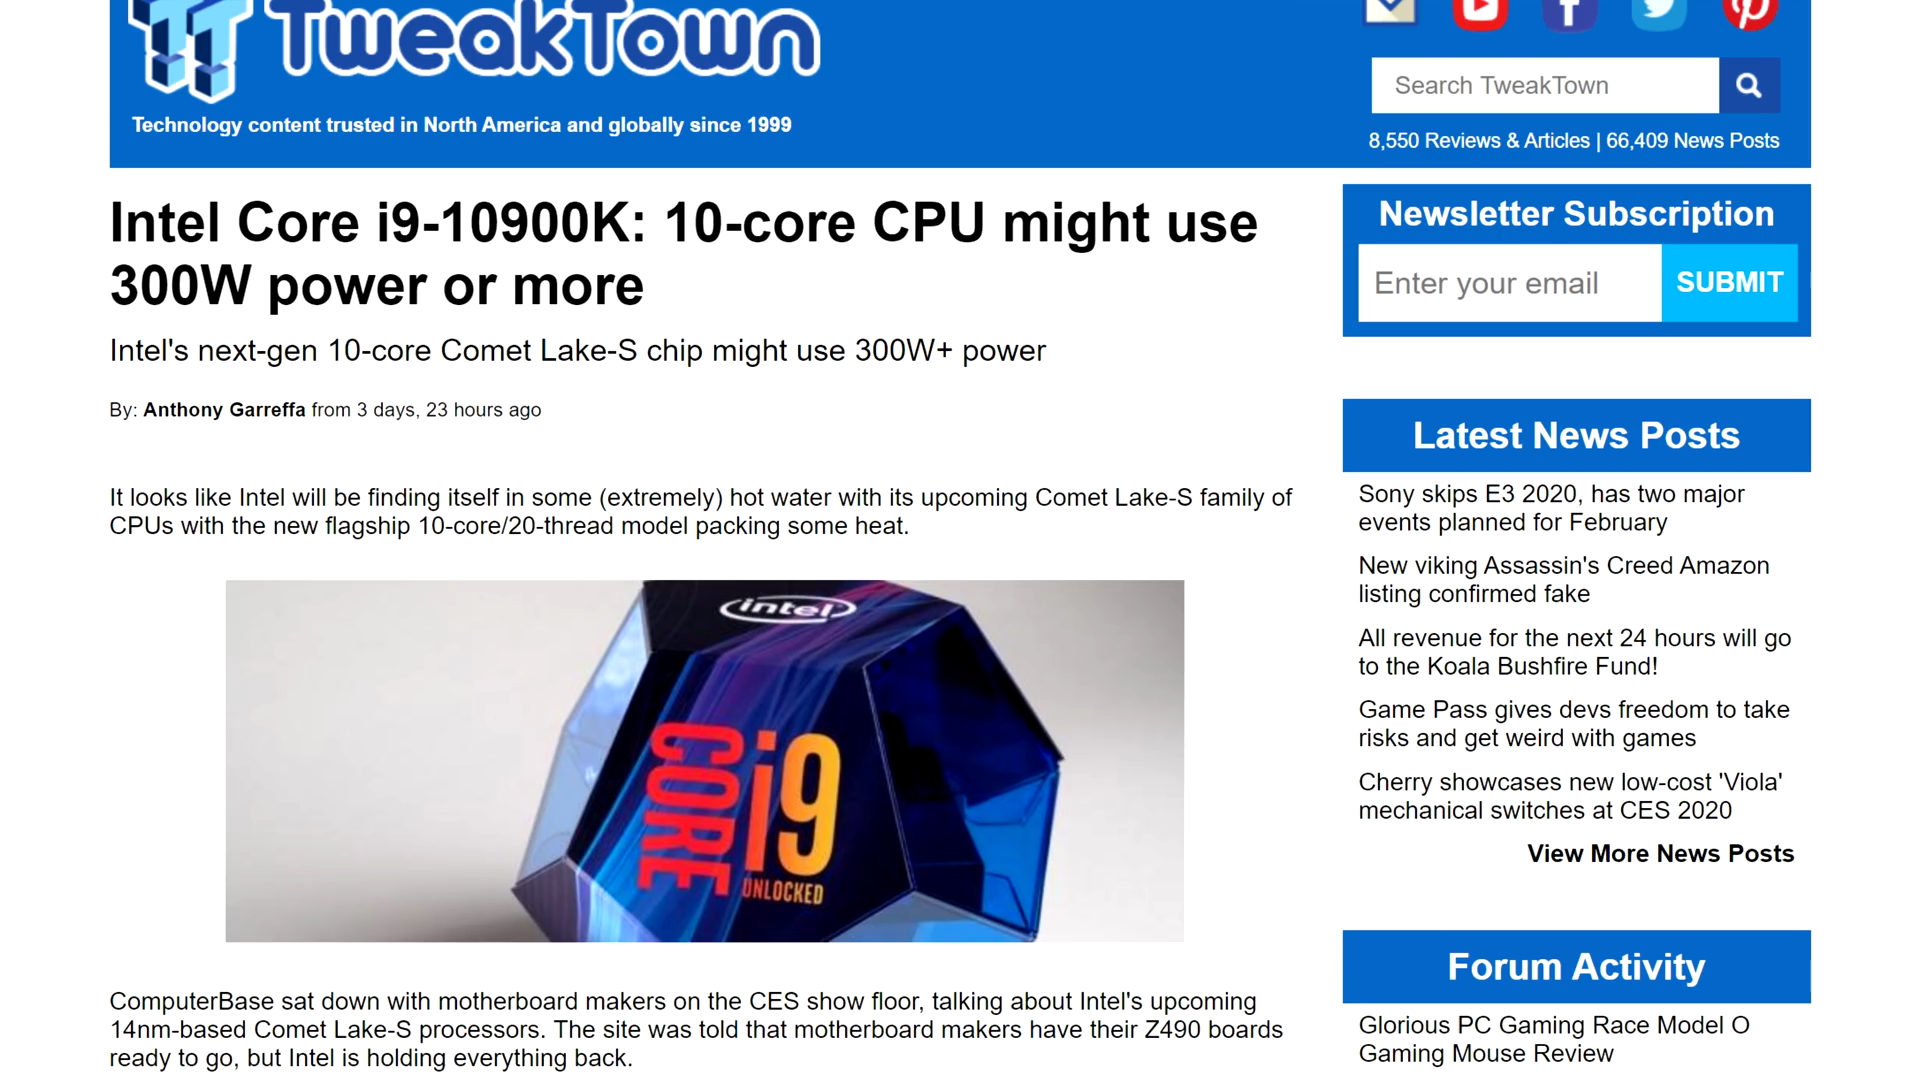 TweakTown
Technology content trusted in North America and globally since 1999
Search TweakTown
8,550 Reviews & Articles | 66,409 News Posts
Intel Core i9-10900K: 10-core CPU might use
300W power or more
Intel's next-gen 10-core Comet Lake-S chip might use 300W+ power
By: Anthony Garreffa from 3 days, 23 hours ago
It looks like Intel will be finding itself in some (extremely) hot water with its upcoming Comet Lake-S family of
CPUs with the new flagship 10-core/20-thread model packing some heat.
intel
CORE i9
UNLOCKED
ComputerBase sat down with motherboard makers on the CES show floor, talking about Intel's upcoming
14nm-based Comet Lake-S processors. The site was told that motherboard makers have their Z490 boards
ready to go, but Intel is holding everything back.
Newsletter Subscription
Enter your email
SUBMIT
Latest News Posts
Sony skips E3 2020, has two major
events planned for February
New viking Assassin's Creed Amazon
listing confirmed fake
All revenue for the next 24 hours will go
to the Koala Bushfire Fund!
Game Pass gives devs freedom to take
risks and get weird with games
Cherry showcases new low-cost 'Viola'
mechanical switches at CES 2020
View More News Posts
Forum Activity
Glorious PC Gaming Race Model O
Gaming Mouse Review